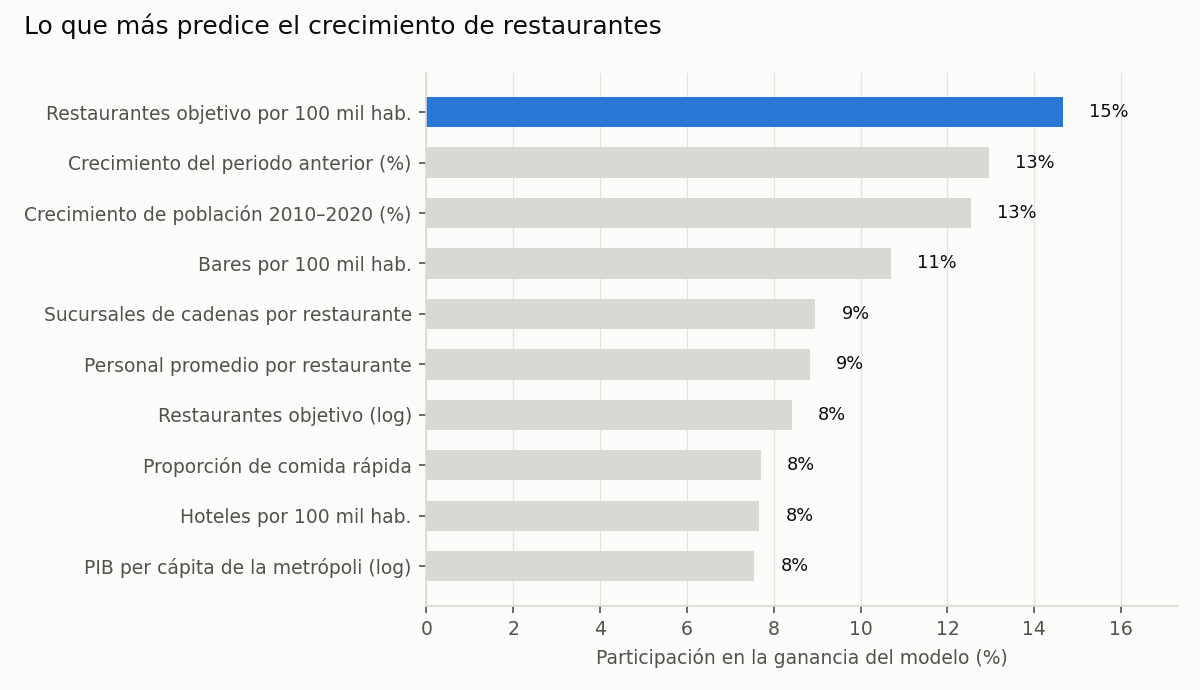 Lo que más predice el crecimiento de restaurantes
Restaurantes objetivo por 100 mil hab.
15%
Crecimiento del periodo anterior (%)
13%
Crecimiento de población 2010–2020 (%)
13%
Bares por 100 mil hab.
11%
Sucursales de cadenas por restaurante
9%
Personal promedio por restaurante
9%
Restaurantes objetivo (log)
8%
Proporción de comida rápida
8%
Hoteles por 100 mil hab.
8%
PIB per cápita de la metrópoli (log)
8%
0 2 4 6 8 10 12 14 16
Participación en la ganancia del modelo (%)